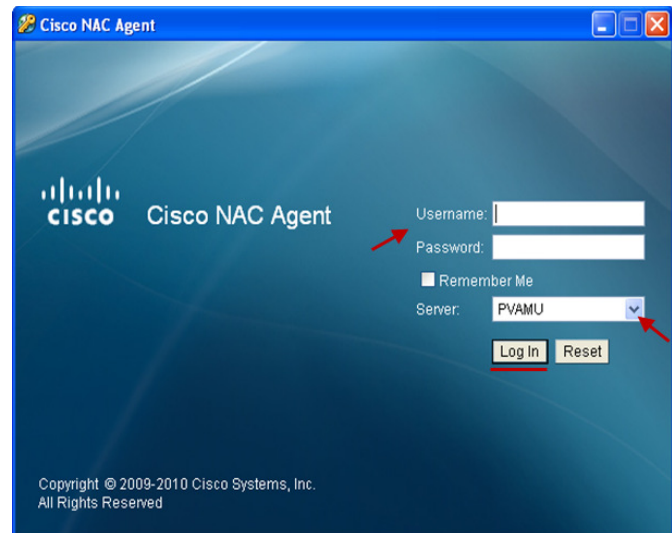 Cisco NAC Agent
CISCO
Cisco NAC Agent
Username:
Password:
Remember Me
Server: PVAMU
Log In Reset
Copyright © 2009-2010 Cisco Systems, Inc.
All Rights Reserved